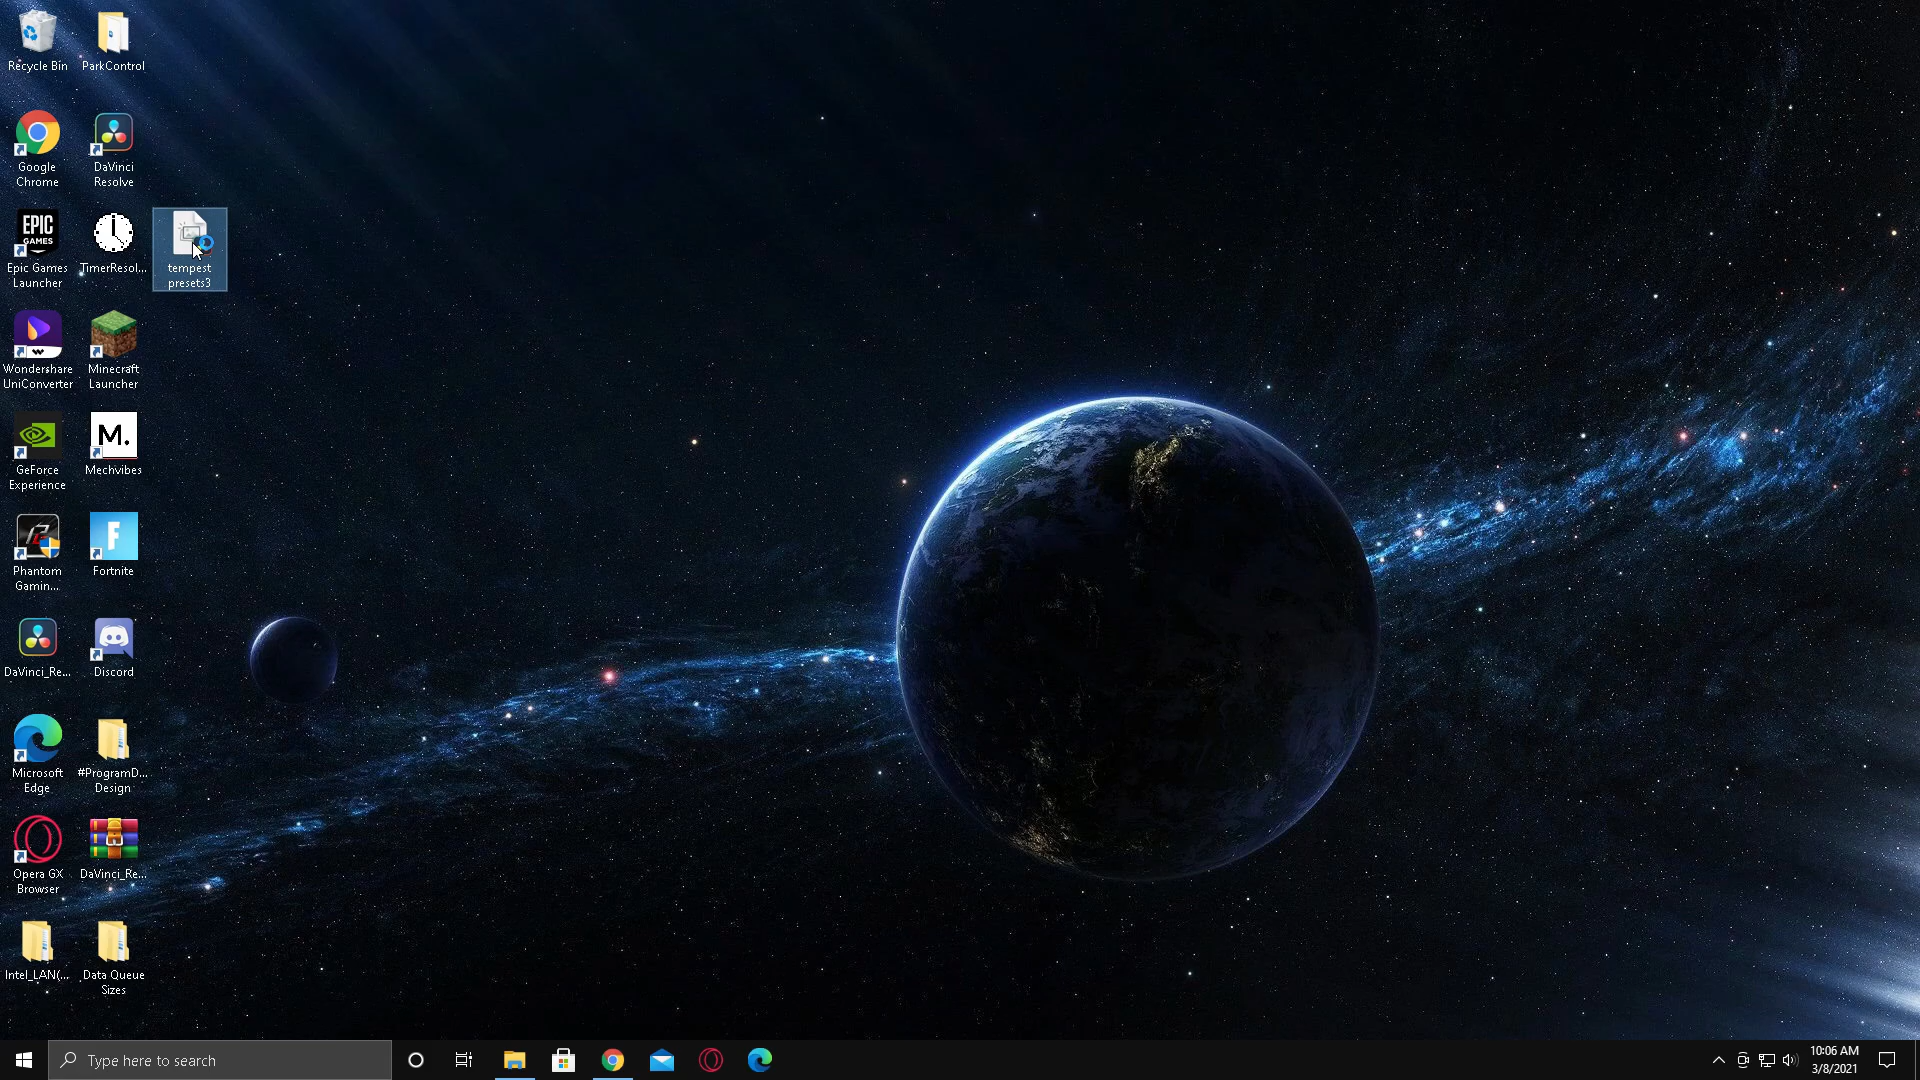 Recycle Bin
ParkControl
Google
Chrome
DaVinci
Resolve
EPIC
GAMES
Epic Games
Launcher
TimerResol...
tempest
presets3
Wondershare
UniConverter
Minecraft
Launcher
GeForce
Experience
M.
Mechvibes
Phantom
Gamin...
F
Fortnite
DaVinci_Re...
Discord
Microsoft
Edge
#ProgramD...
Design
Opera GX
Browser
DaVinci_Re...
Intel_LAN(...
Data Queue
Sizes
Type here to search
10:06 AM
3/8/2021